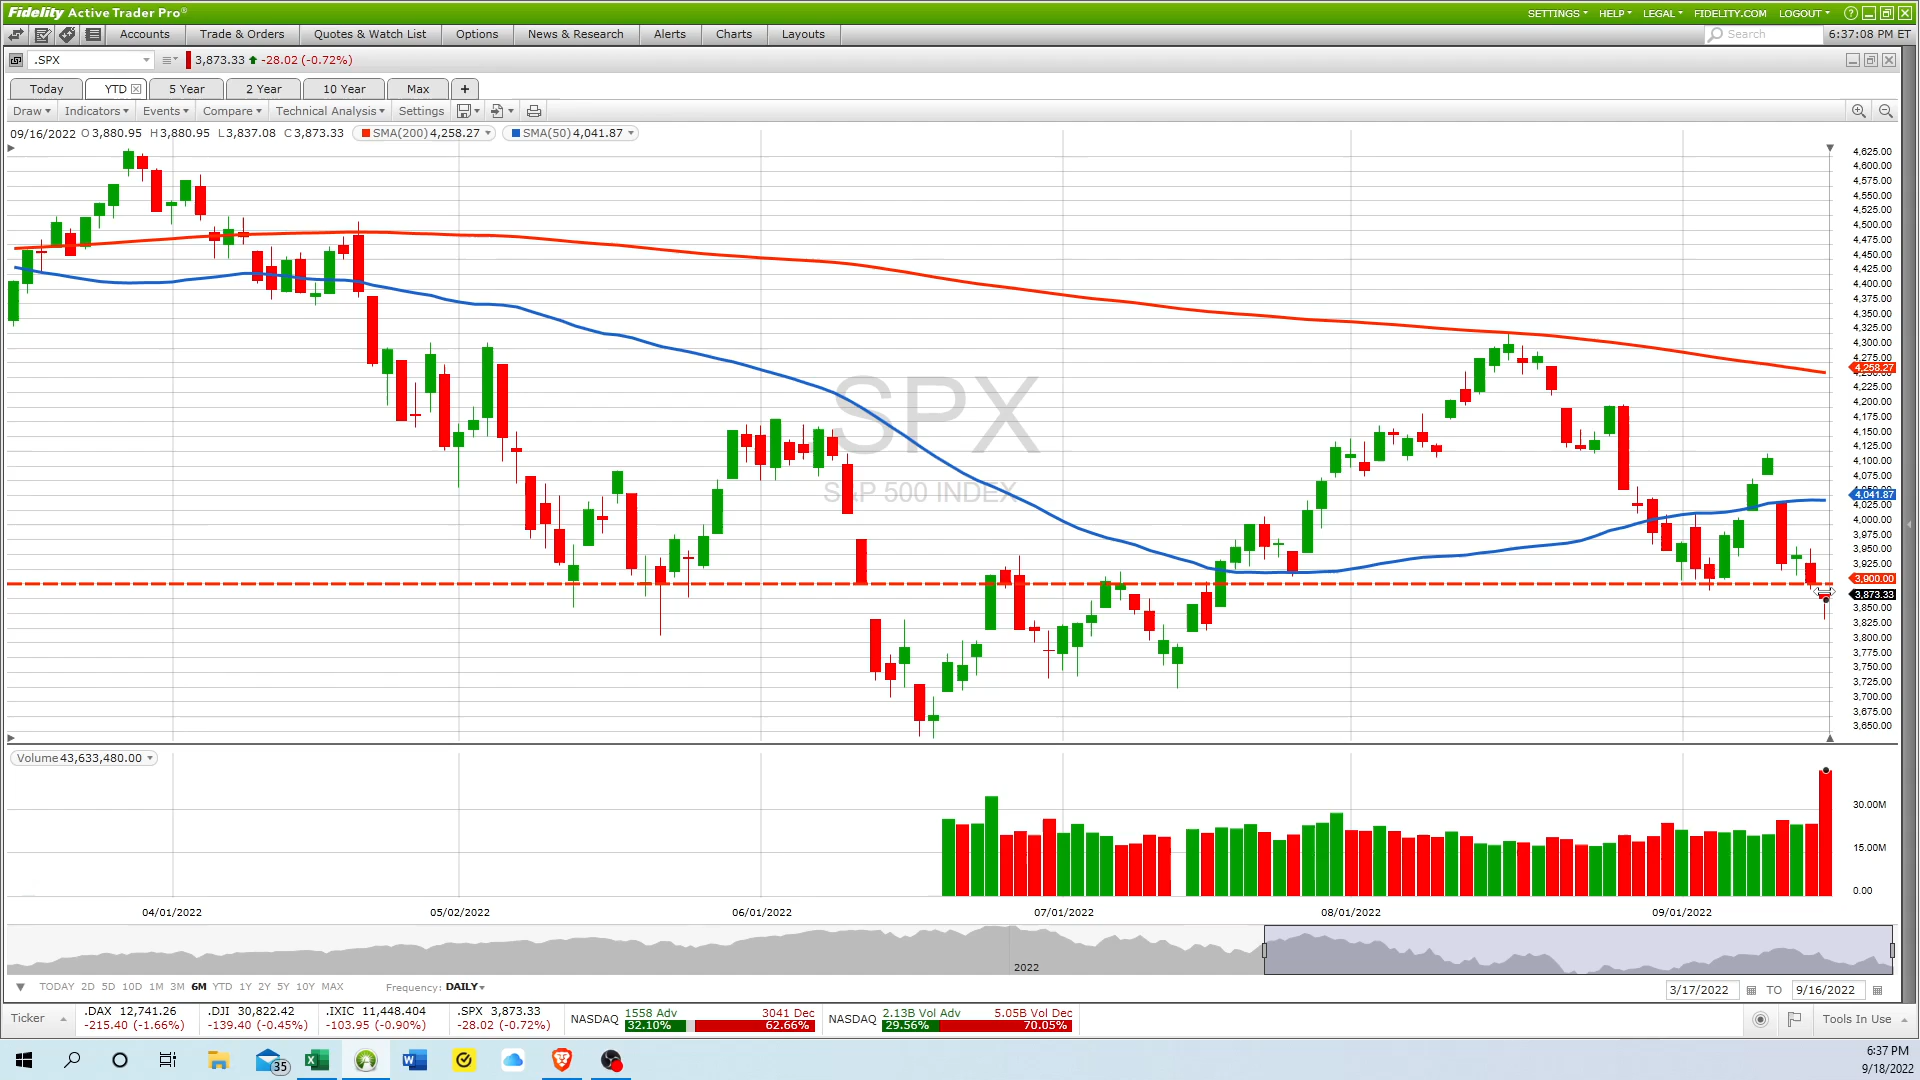 Fidelity Active Trader Pro®
SETTINGS HELP LEGAL FIDELITY.COM LOGOUT ?
Accounts Trade & Orders Quotes & Watch List Options News & Research Alerts Charts Layouts Search 6:37:08 PM ET
.SPX 3,873.33 -28.02 (-0.72%)
Today YTD 5 Year 2 Year 10 Year Max +
Draw Indicators Events Compare Technical Analysis Settings
09/16/2022 O 3,880.95 H 3,880.95 L 3,837.08 C 3,873.33 SMA(200) 4,258.27 SMA(50) 4,041.87
4,625.00
4,600.00
4,575.00
4,550.00
4,525.00
4,500.00
4,475.00
4,450.00
4,425.00
4,400.00
4,375.00
4,350.00
4,325.00
4,300.00
4,275.00
4,258.27
4,225.00
4,200.00
4,175.00
4,150.00
4,125.00
4,100.00
4,075.00
4,041.87
4,025.00
4,000.00
3,975.00
3,950.00
3,925.00
3,900.00
3,873.33
3,850.00
3,825.00
3,800.00
3,775.00
3,750.00
3,725.00
3,700.00
3,675.00
3,650.00
SPX
S&P 500 INDEX
Volume 43,633,480.00
30.00M
15.00M
0.00
04/01/2022 05/02/2022 06/01/2022 07/01/2022 08/01/2022 09/01/2022
2022
TODAY 2D 5D 10D 1M 3M 6M YTD 1Y 2Y 5Y 10Y MAX Frequency: DAILY 3/17/2022 TO 9/16/2022
Ticker
.DAX 12,741.26
-215.40 (-1.66%)
.DJI 30,822.42
-139.40 (-0.45%)
.IXIC 11,448.404
-103.95 (-0.90%)
.SPX 3,873.33
-28.02 (-0.72%)
NASDAQ 1558 Adv 3041 Dec
32.10% 62.66%
NASDAQ 2.13B Vol Adv 5.05B Vol Dec
29.56% 70.05%
Tools In Use
35
6:37 PM
9/18/2022